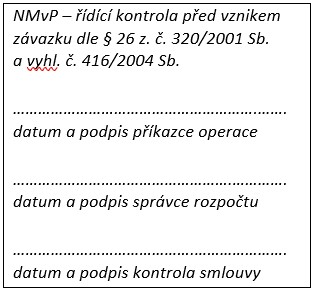 NMvP – řídící kontrola před vznikem
závazku dle § 26 z. č. 320/2001 Sb.
a vyhl. č. 416/2004 Sb.
……………………………………………………………
datum a podpis příkazce operace
……………………………………………………………
datum a podpis správce rozpočtu
……………………………………………………………
datum a podpis kontrola smlouvy